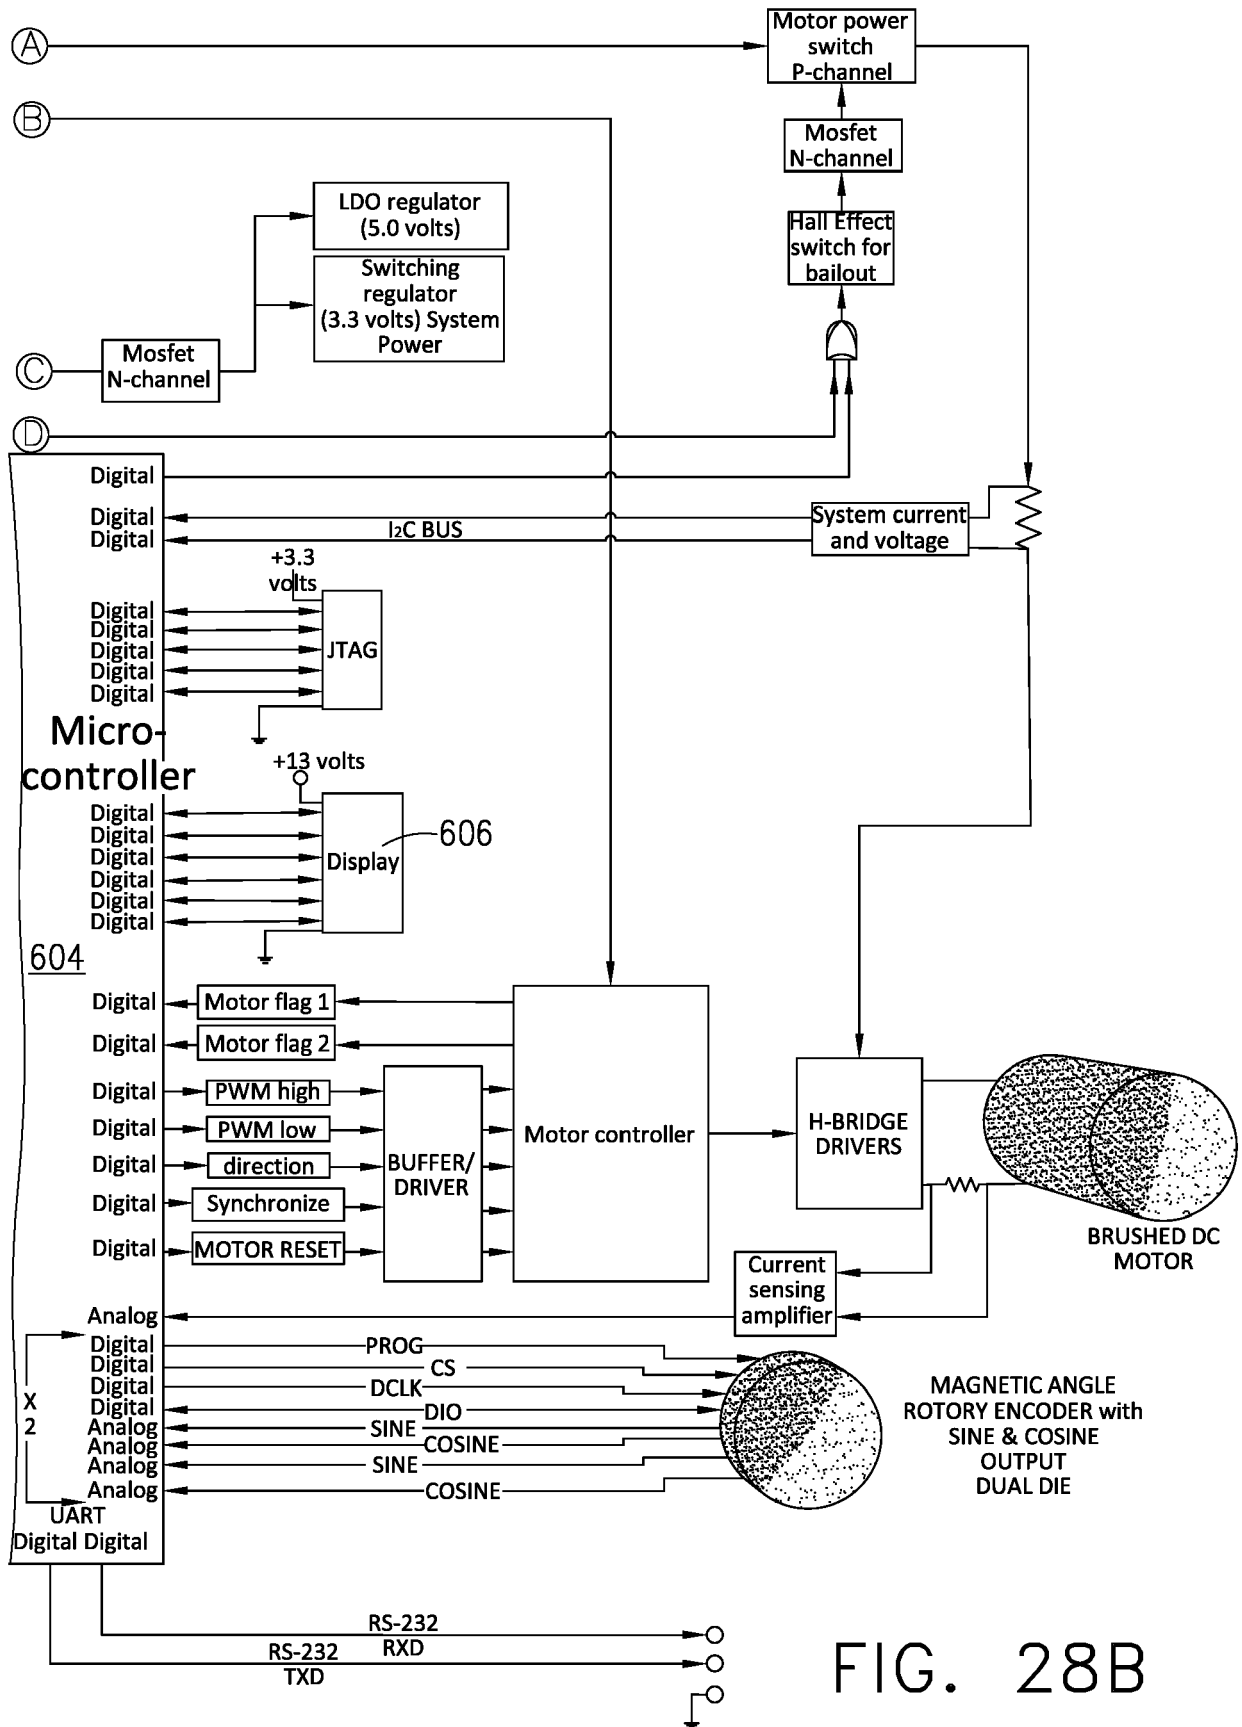 A
Motor power
switch
P-channel
B
Mosfet
N-channel
LDO regulator
(5.0 volts)
Hall Effect
switch for
bailout
Switching
regulator
(3.3 volts) System
Power
C
Mosfet
N-channel
D
Digital
Digital
Digital
I2C BUS
System current
and voltage
+3.3
volts
Digital
Digital
Digital
Digital
Digital
JTAG
Micro-
controller
+13 volts
Digital
Digital
Digital
Digital
Digital
Digital
Display
606
604
Digital
Motor flag 1
Digital
Motor flag 2
Digital
PWM high
Digital
PWM low
Digital
direction
Digital
Synchronize
Digital
MOTOR RESET
BUFFER/
DRIVER
Motor controller
H-BRIDGE
DRIVERS
BRUSHED DC
MOTOR
Current
sensing
amplifier
Analog
Digital
PROG
Digital
CS
Digital
DCLK
Digital
DIO
Analog
SINE
Analog
COSINE
Analog
SINE
Analog
COSINE
X
2
MAGNETIC ANGLE
ROTORY ENCODER with
SINE & COSINE
OUTPUT
DUAL DIE
UART
Digital Digital
RS-232
RXD
RS-232
TXD
FIG. 28B